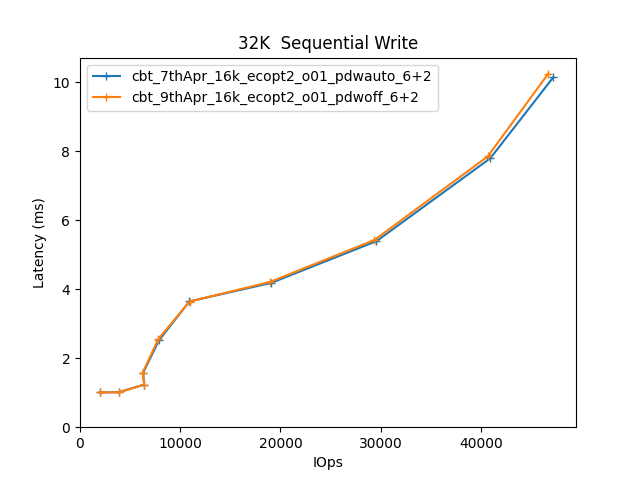 32K  Sequential Write
cbt_7thApr_16k_ecopt2_o01_pdwauto_6+2
cbt_9thApr_16k_ecopt2_o01_pdwoff_6+2
Latency (ms)
10
8
6
4
2
0
0 10000 20000 30000 40000
IOps